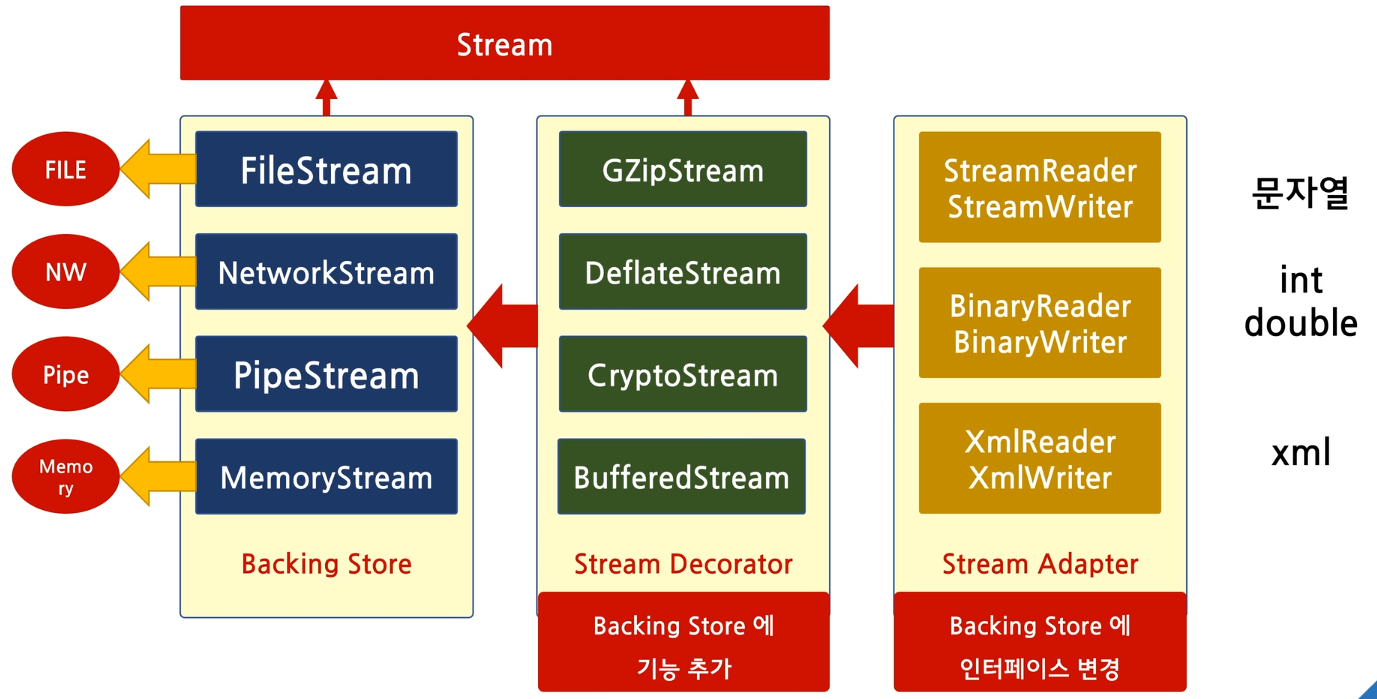 Stream
FILE
FileStream
NW
NetworkStream
Pipe
PipeStream
Memo
ry
MemoryStream
Backing Store
GZipStream
DeflateStream
CryptoStream
BufferedStream
Stream Decorator
Backing Store 에
기능 추가
StreamReader
StreamWriter
BinaryReader
BinaryWriter
XmlReader
XmlWriter
Stream Adapter
Backing Store 에
인터페이스 변경
문자열
int
double
xml